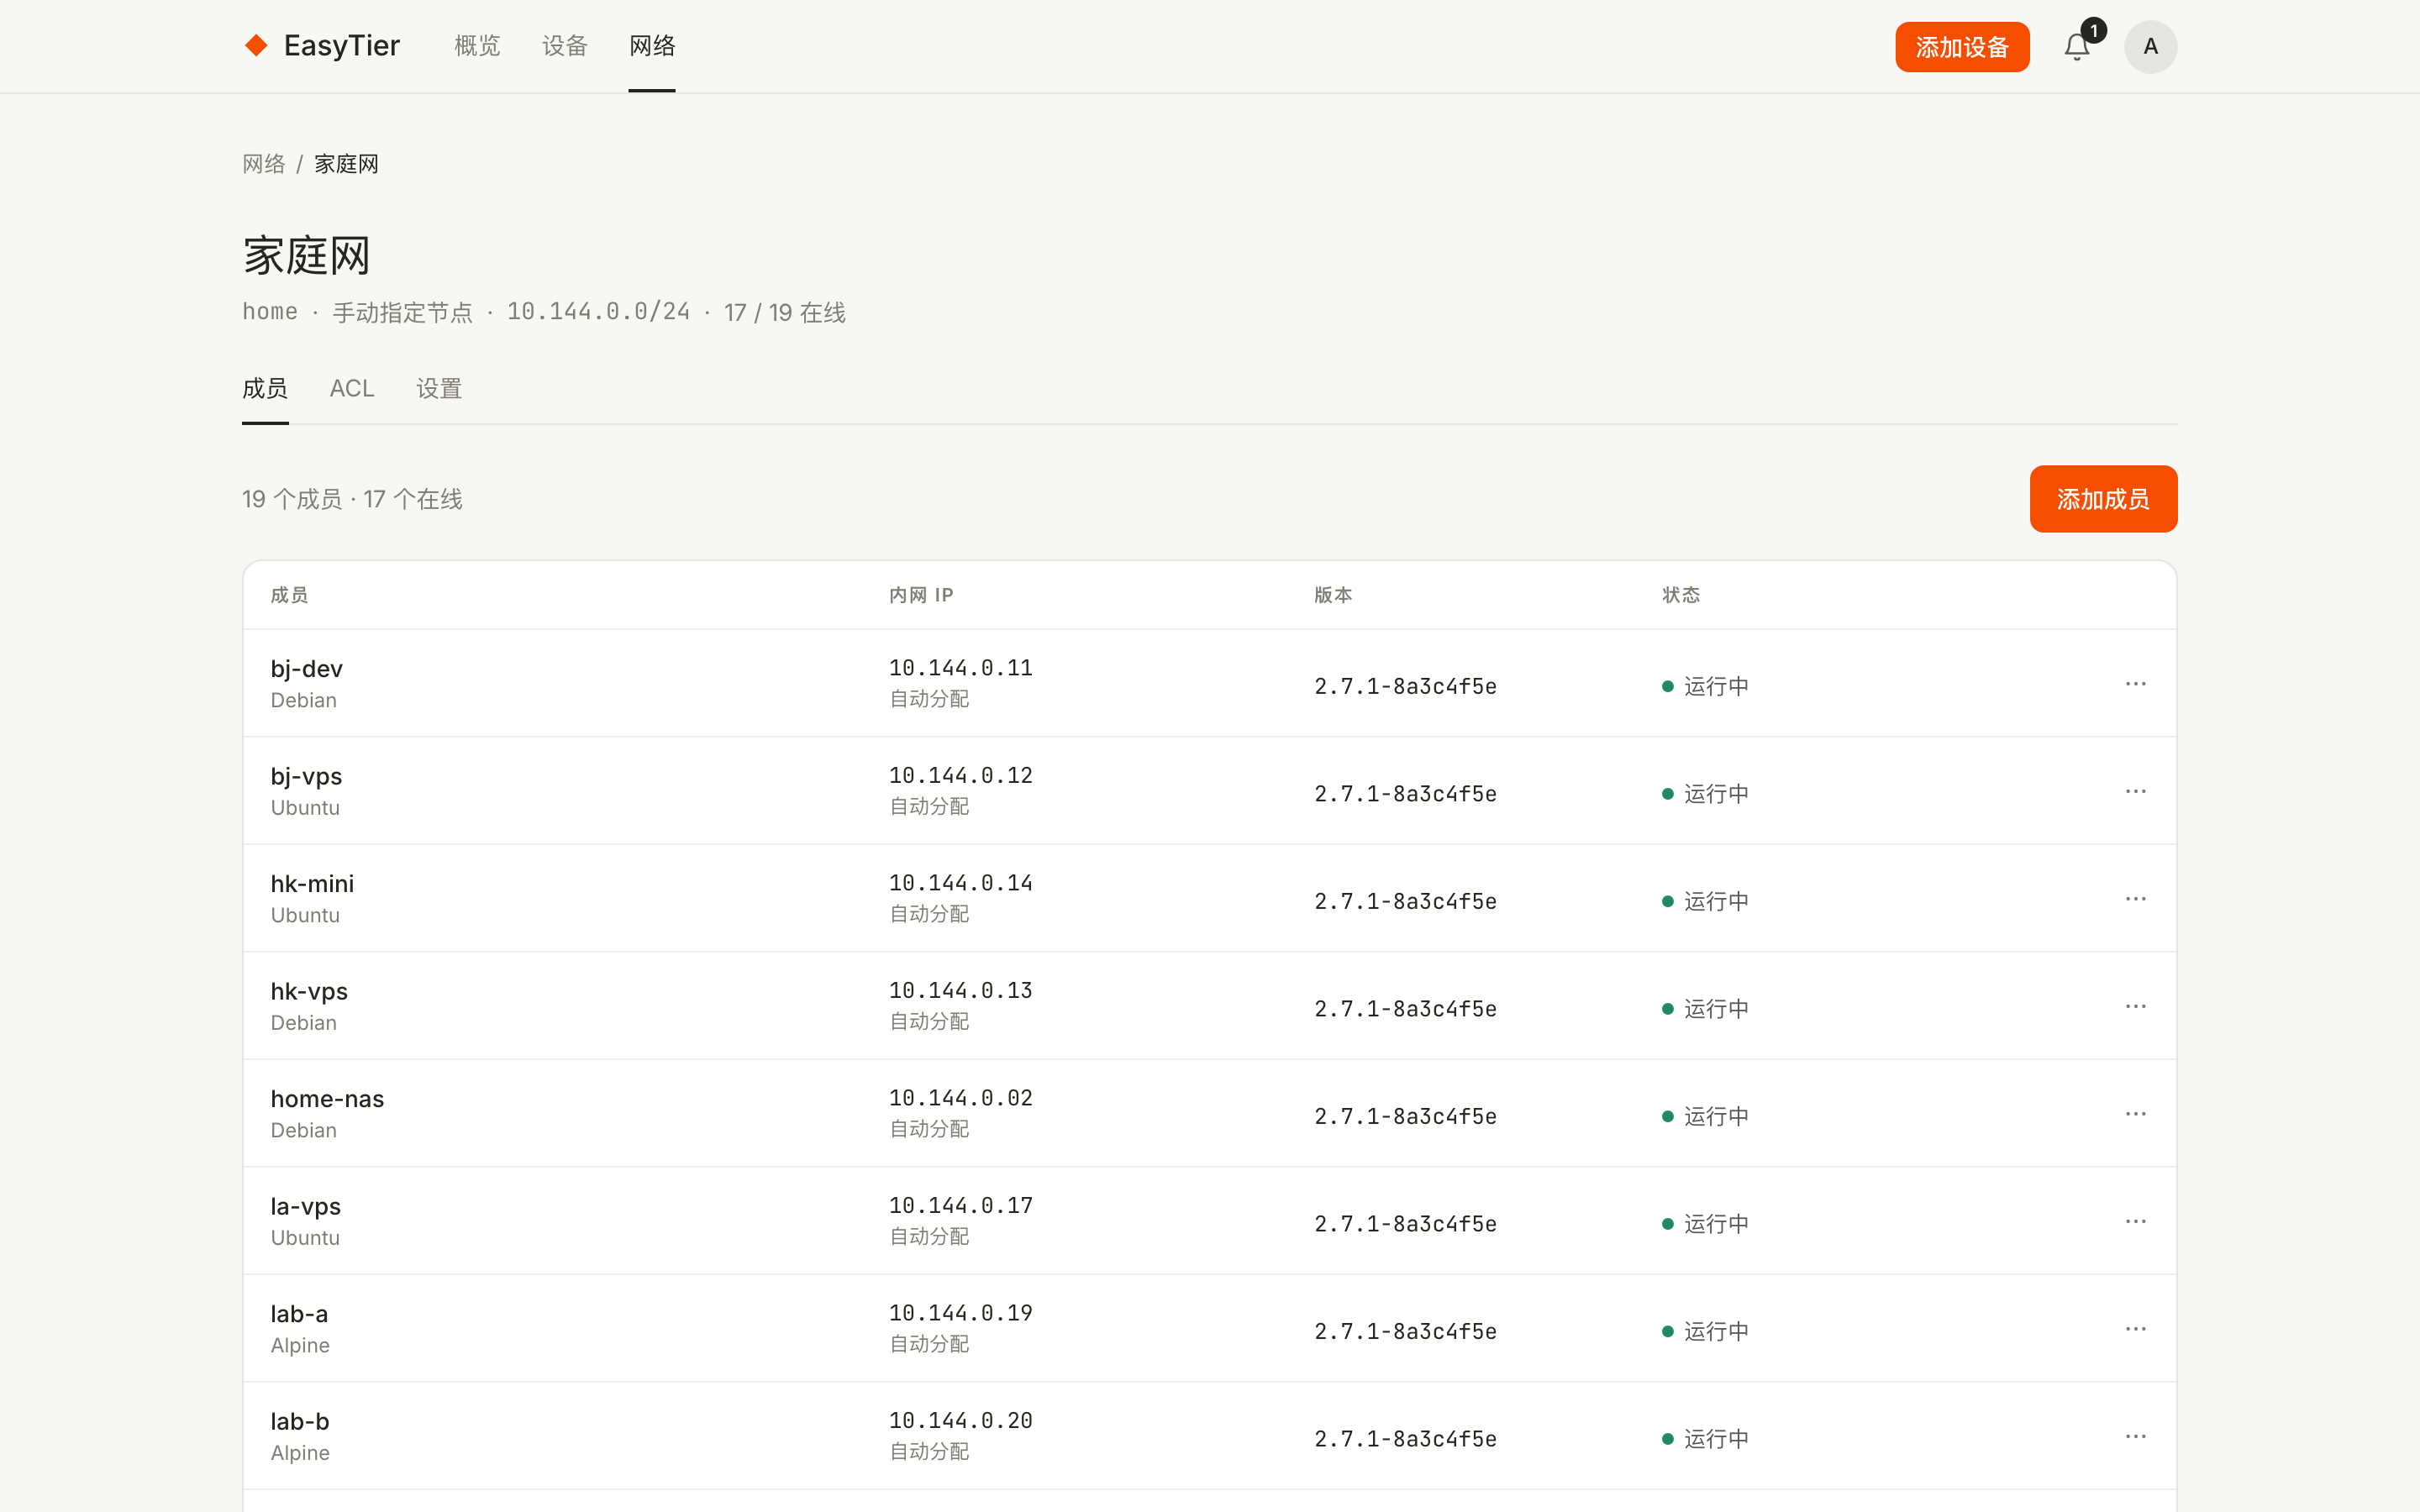 EasyTier 概览 设备 网络 添加设备 1 A
网络 / 家庭网
家庭网
home · 手动指定节点 · 10.144.0.0/24 · 17 / 19 在线
成员 ACL 设置
19 个成员 · 17 个在线 添加成员
成员 内网 IP 版本 状态
bj-dev 10.144.0.11 2.7.1-8a3c4f5e 运行中 ···
Debian 自动分配
bj-vps 10.144.0.12 2.7.1-8a3c4f5e 运行中 ···
Ubuntu 自动分配
hk-mini 10.144.0.14 2.7.1-8a3c4f5e 运行中 ···
Ubuntu 自动分配
hk-vps 10.144.0.13 2.7.1-8a3c4f5e 运行中 ···
Debian 自动分配
home-nas 10.144.0.02 2.7.1-8a3c4f5e 运行中 ···
Debian 自动分配
la-vps 10.144.0.17 2.7.1-8a3c4f5e 运行中 ···
Ubuntu 自动分配
lab-a 10.144.0.19 2.7.1-8a3c4f5e 运行中 ···
Alpine 自动分配
lab-b 10.144.0.20 2.7.1-8a3c4f5e 运行中 ···
Alpine 自动分配